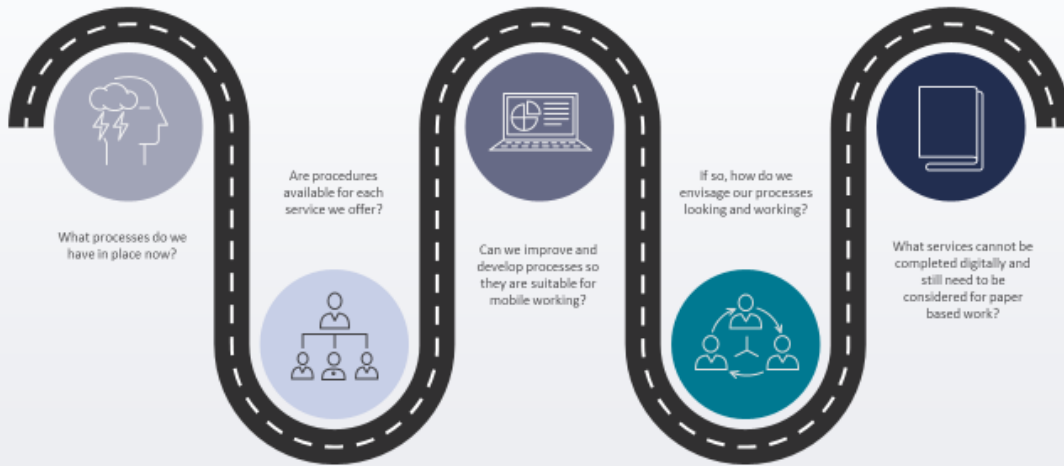 What processes do we
have in place now?
Are procedures
available for each
service we offer?
Can we improve and
develop processes so
they are suitable for
mobile working?
If so, how do we
envisage our processes
looking and working?
What services cannot be
completed digitally and
still need to be
considered for paper
based work?